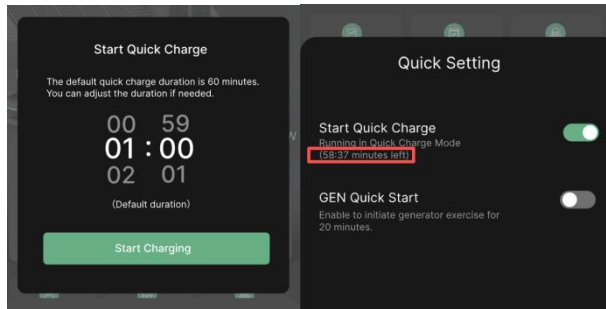 Start Quick Charge
The default quick charge duration is 60 minutes.
You can adjust the duration if needed.
00 59
01 : 00
02 01
(Default duration)
Start Charging
W
Quick Setting
Start Quick Charge
Running in Quick Charge Mode
(58:37 minutes left)
GEN Quick Start
Enable to initiate generator exercise for
20 minutes.